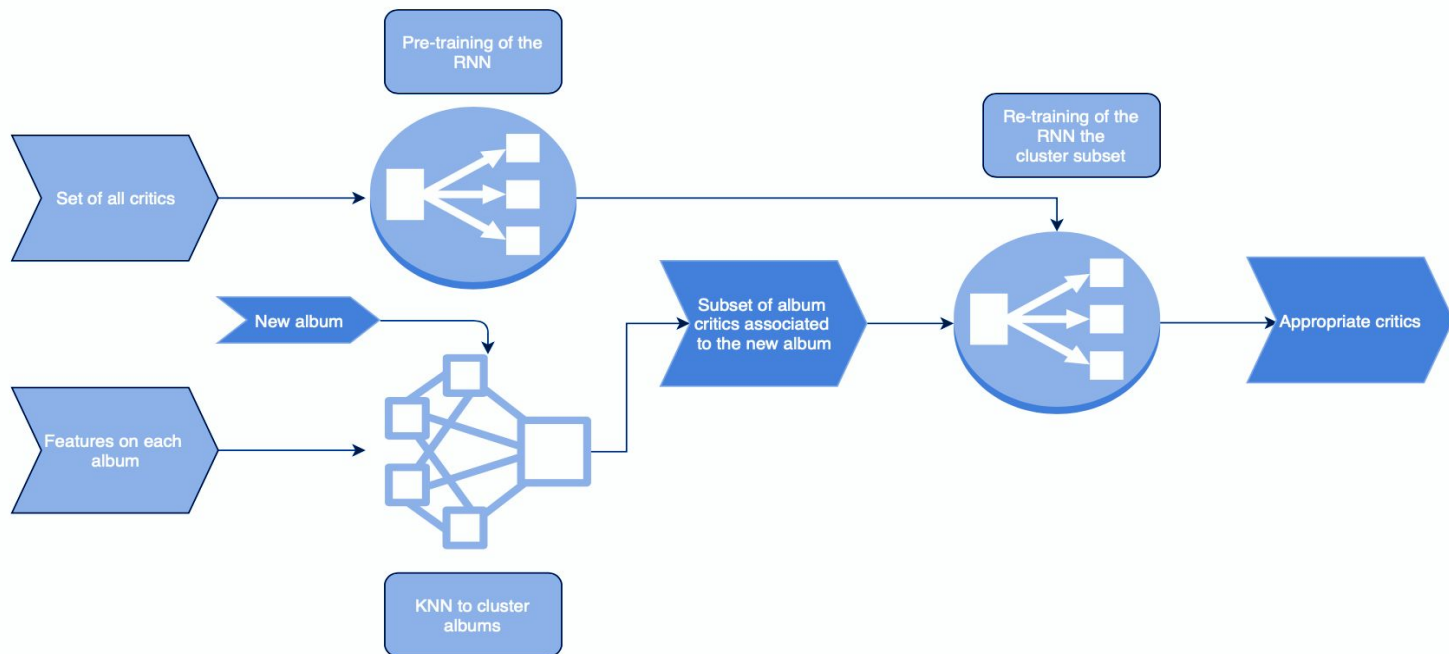 Pre-training of the
RNN
Re-training of the
RNN the
cluster subset
Set of all critics
New album
Subset of album
critics associated
to the new album
Appropriate critics
Features on each
album
KNN to cluster
albums